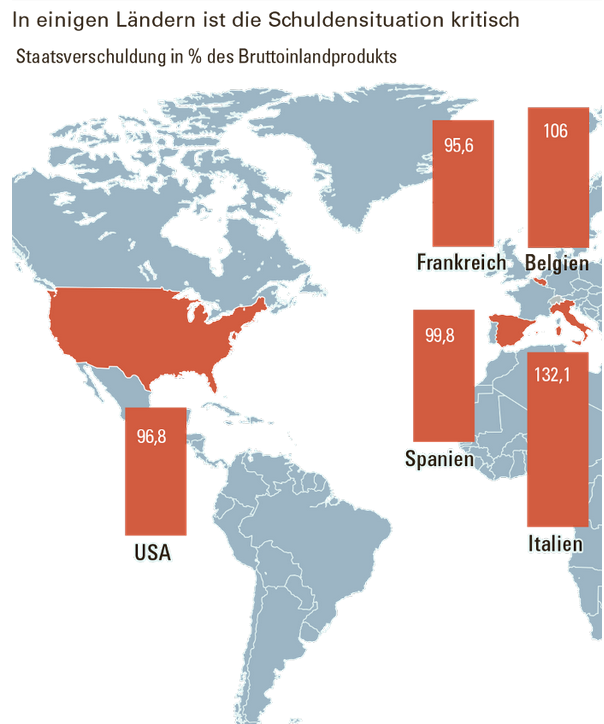 In einigen Ländern ist die Schuldensituation kritisch
Staatsverschuldung in % des Bruttoinlandprodukts
95,6
Frankreich
106
Belgien
99,8
Spanien
132,1
Italien
96,8
USA